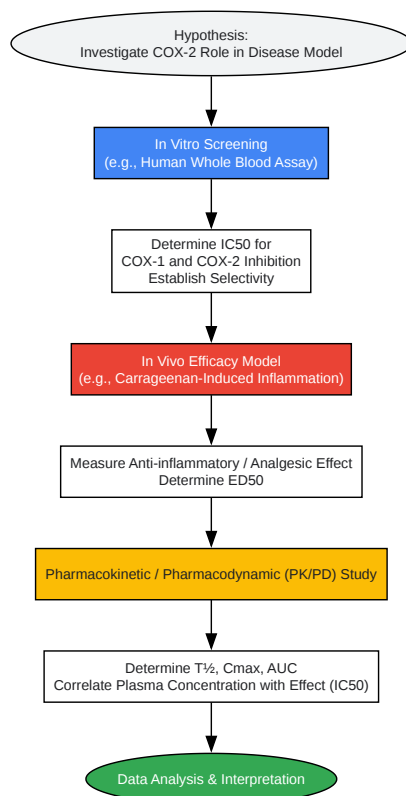 Hypothesis:
Investigate COX-2 Role in Disease Model
In Vitro Screening
(e.g., Human Whole Blood Assay)
Determine IC50 for
COX-1 and COX-2 Inhibition
Establish Selectivity
In Vivo Efficacy Model
(e.g., Carrageenan-Induced Inflammation)
Measure Anti-inflammatory / Analgesic Effect
Determine ED50
Pharmacokinetic / Pharmacodynamic (PK/PD) Study
Determine T½, Cmax, AUC
Correlate Plasma Concentration with Effect (IC50)
Data Analysis & Interpretation